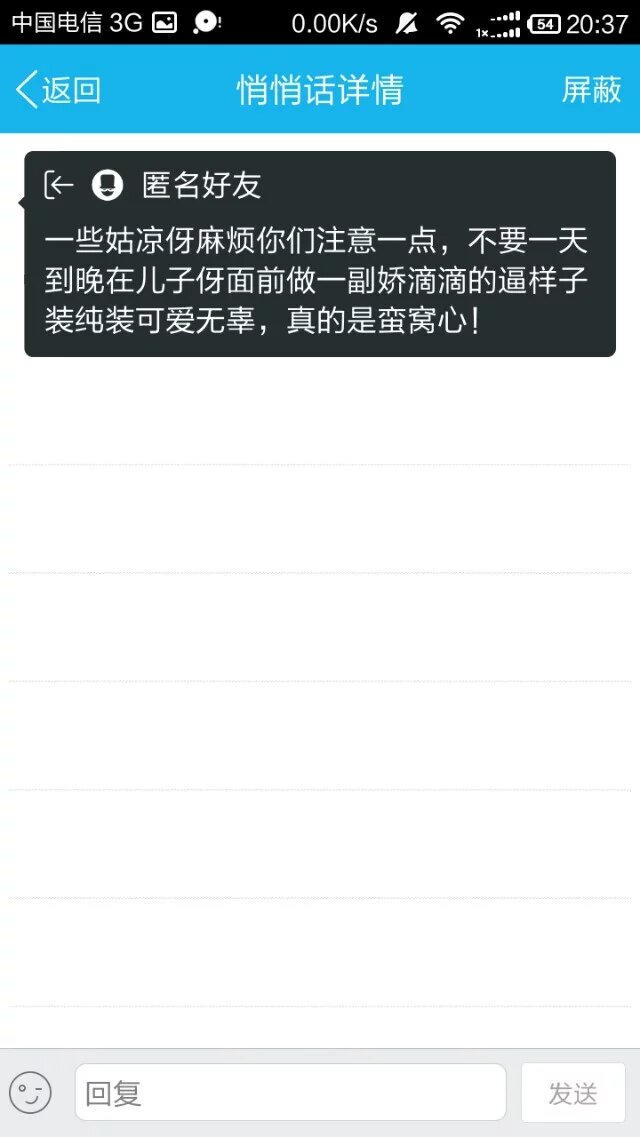 中国电信 3G 0.00K/s 1x 54 20:37
返回 悄悄话详情 屏蔽
匿名好友
一些姑凉伢麻烦你们注意一点，不要一天
到晚在儿子伢面前做一副娇滴滴的逼样子
装纯装可爱无辜，真的是蛮窝心！
回复 发送